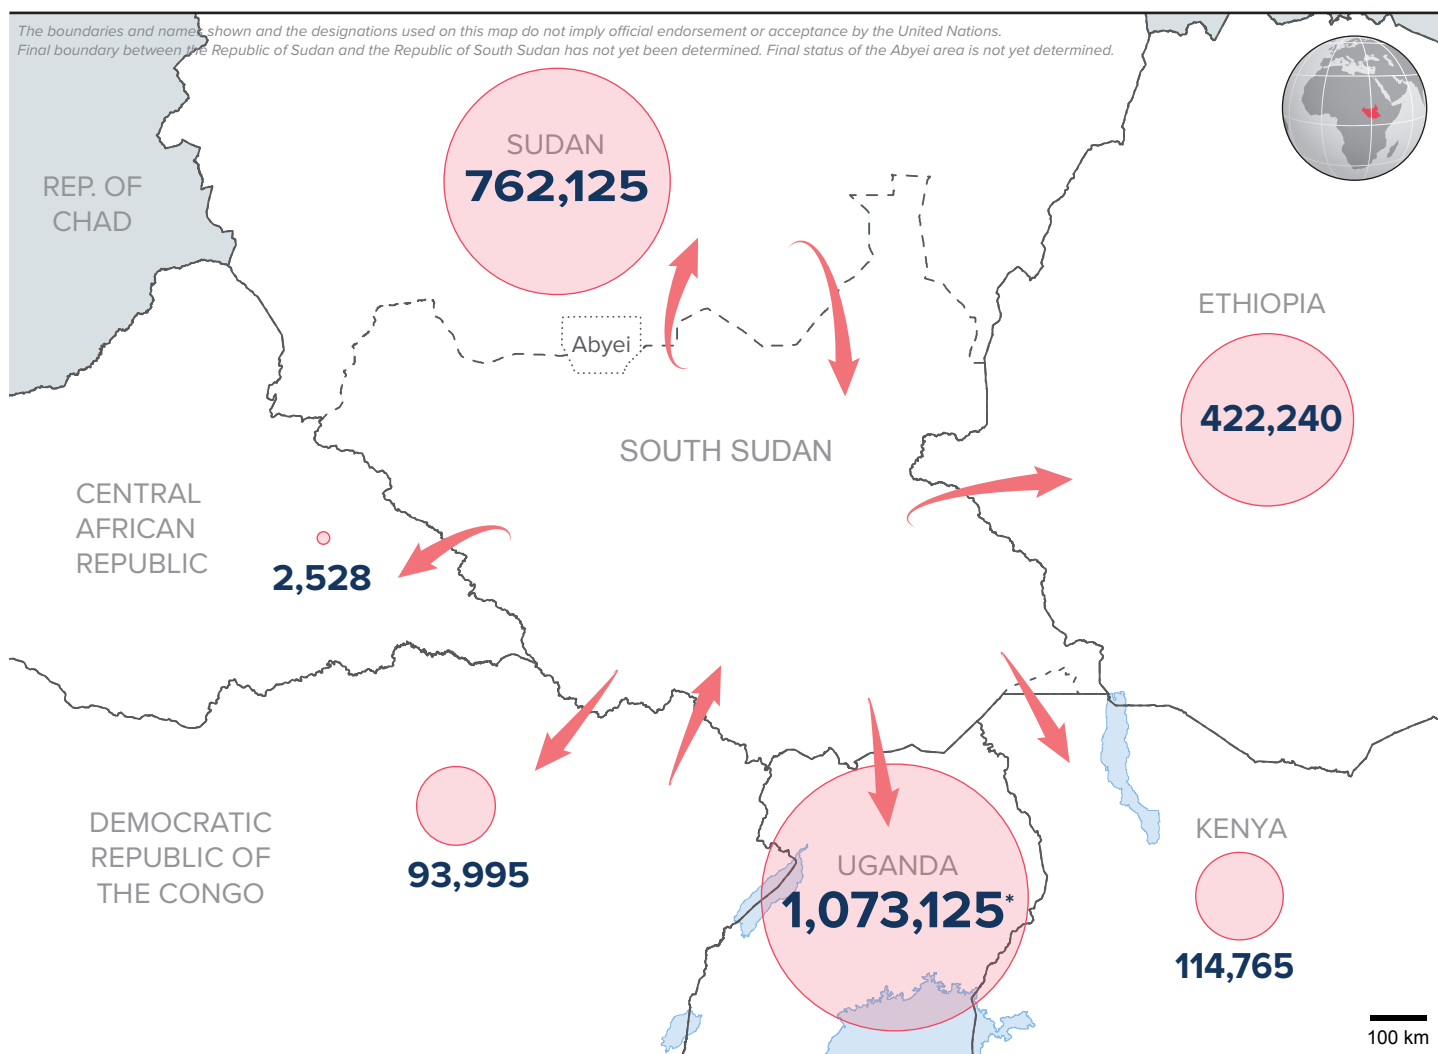 The boundaries and names shown and the designations used on this map do not imply official endorsement or acceptance by the United Nations.
Final boundary between the Republic of Sudan and the Republic of South Sudan has not yet been determined. Final status of the Abyei area is not yet determined.
SUDAN
762,125
REP. OF
CHAD
ETHIOPIA
422,240
Abyei
SOUTH SUDAN
CENTRAL
AFRICAN
REPUBLIC
2,528
DEMOCRATIC
REPUBLIC OF
THE CONGO
93,995
UGANDA
1,073,125*
KENYA
114,765
100 km